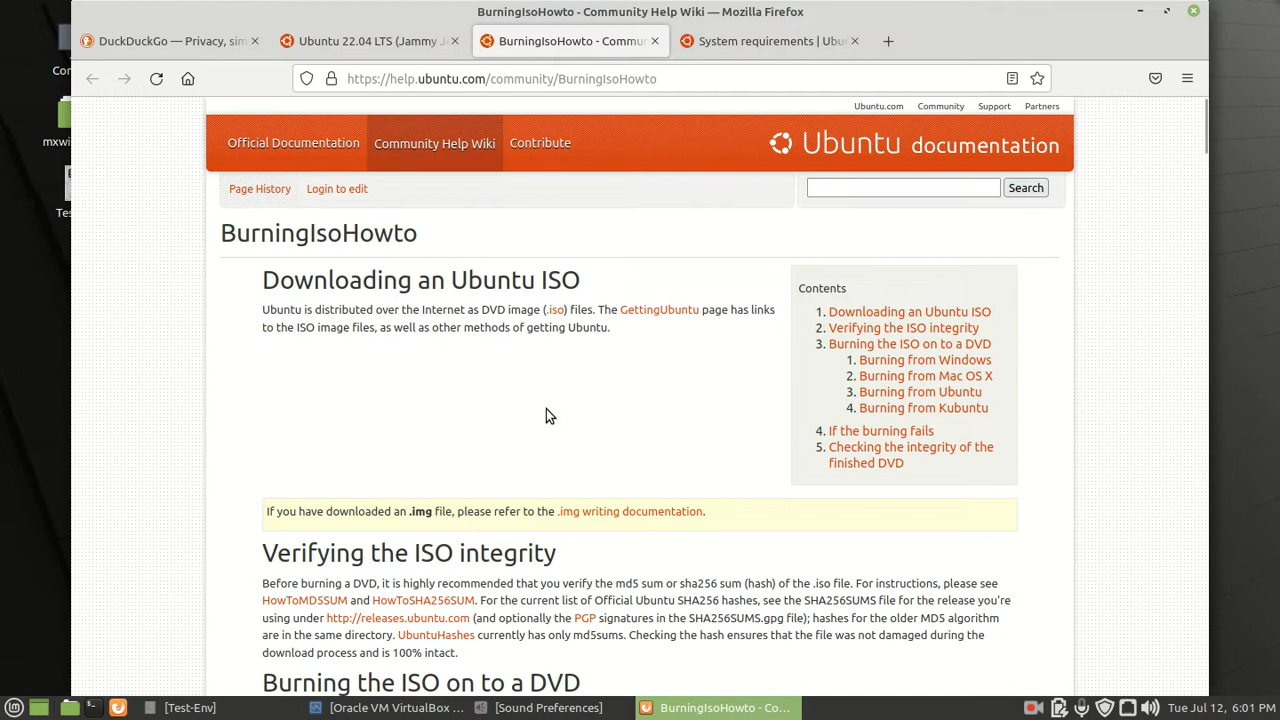 BurningIsoHowto - Community Help Wiki — Mozilla Firefox
DuckDuckGo — Privacy, sim
Ubuntu 22.04 LTS (Jammy J
BurningIsoHowto - Commun
System requirements | Ubu
https://help.ubuntu.com/community/BurningIsoHowto
Ubuntu.com Community Support Partners
Official Documentation Community Help Wiki Contribute
Ubuntu documentation
Page History Login to edit
Search
BurningIsoHowto
Downloading an Ubuntu ISO
Ubuntu is distributed over the Internet as DVD image (.iso) files. The GettingUbuntu page has links
to the ISO image files, as well as other methods of getting Ubuntu.
Contents
1. Downloading an Ubuntu ISO
2. Verifying the ISO integrity
3. Burning the ISO on to a DVD
1. Burning from Windows
2. Burning from Mac OS X
3. Burning from Ubuntu
4. Burning from Kubuntu
4. If the burning fails
5. Checking the integrity of the
finished DVD
If you have downloaded an .img file, please refer to the .img writing documentation.
Verifying the ISO integrity
Before burning a DVD, it is highly recommended that you verify the md5 sum or sha256 sum (hash) of the .iso file. For instructions, please see
HowToMD5SUM and HowToSHA256SUM. For the current list of Official Ubuntu SHA256 hashes, see the SHA256SUMS file for the release you're
using under http://releases.ubuntu.com (and optionally the PGP signatures in the SHA256SUMS.gpg file); hashes for the older MD5 algorithm
are in the same directory. UbuntuHashes currently has only md5sums. Checking the hash ensures that the file was not damaged during the
download process and is 100% intact.
Burning the ISO on to a DVD
Con
mxwi
Tes
[Test-Env]
[Oracle VM VirtualBox ...
[Sound Preferences]
BurningIsoHowto - Co...
Tue Jul 12, 6:01 PM